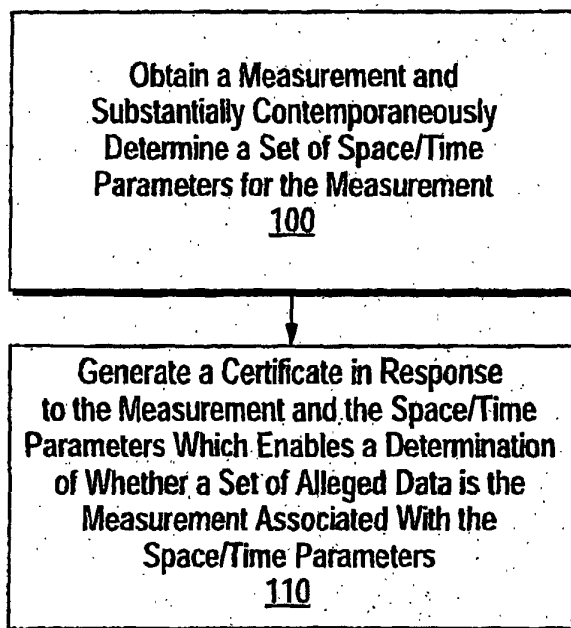 Obtain a Measurement and
Substantially Contemporaneously
Determine a Set of Space/Time
Parameters for the Measurement
100
Generate a Certificate in Response
to the Measurement and the Space/Time
Parameters Which Enables a Determination
of Whether a Set of Alleged Data is the
Measurement Associated With the
Space/Time Parameters
110